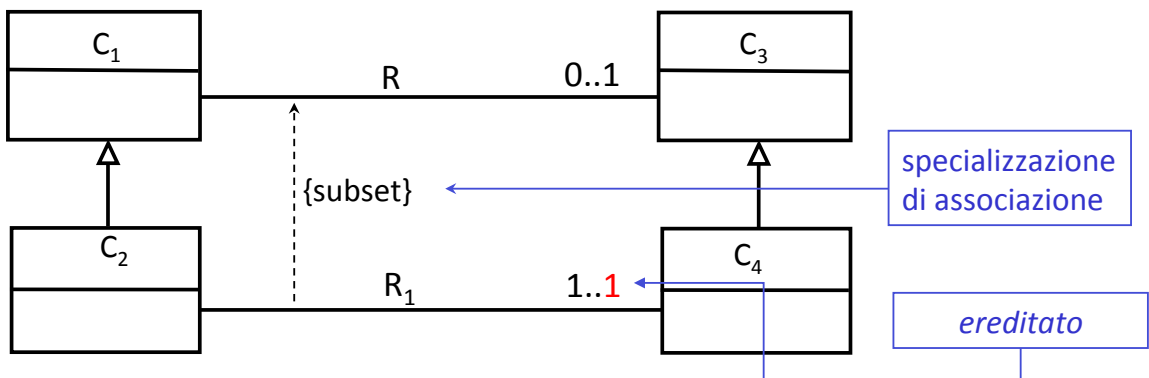 C₁
C₃
R
0..1
{subset}
specializzazione
di associazione
C₂
C₄
R₁
1..1
ereditato